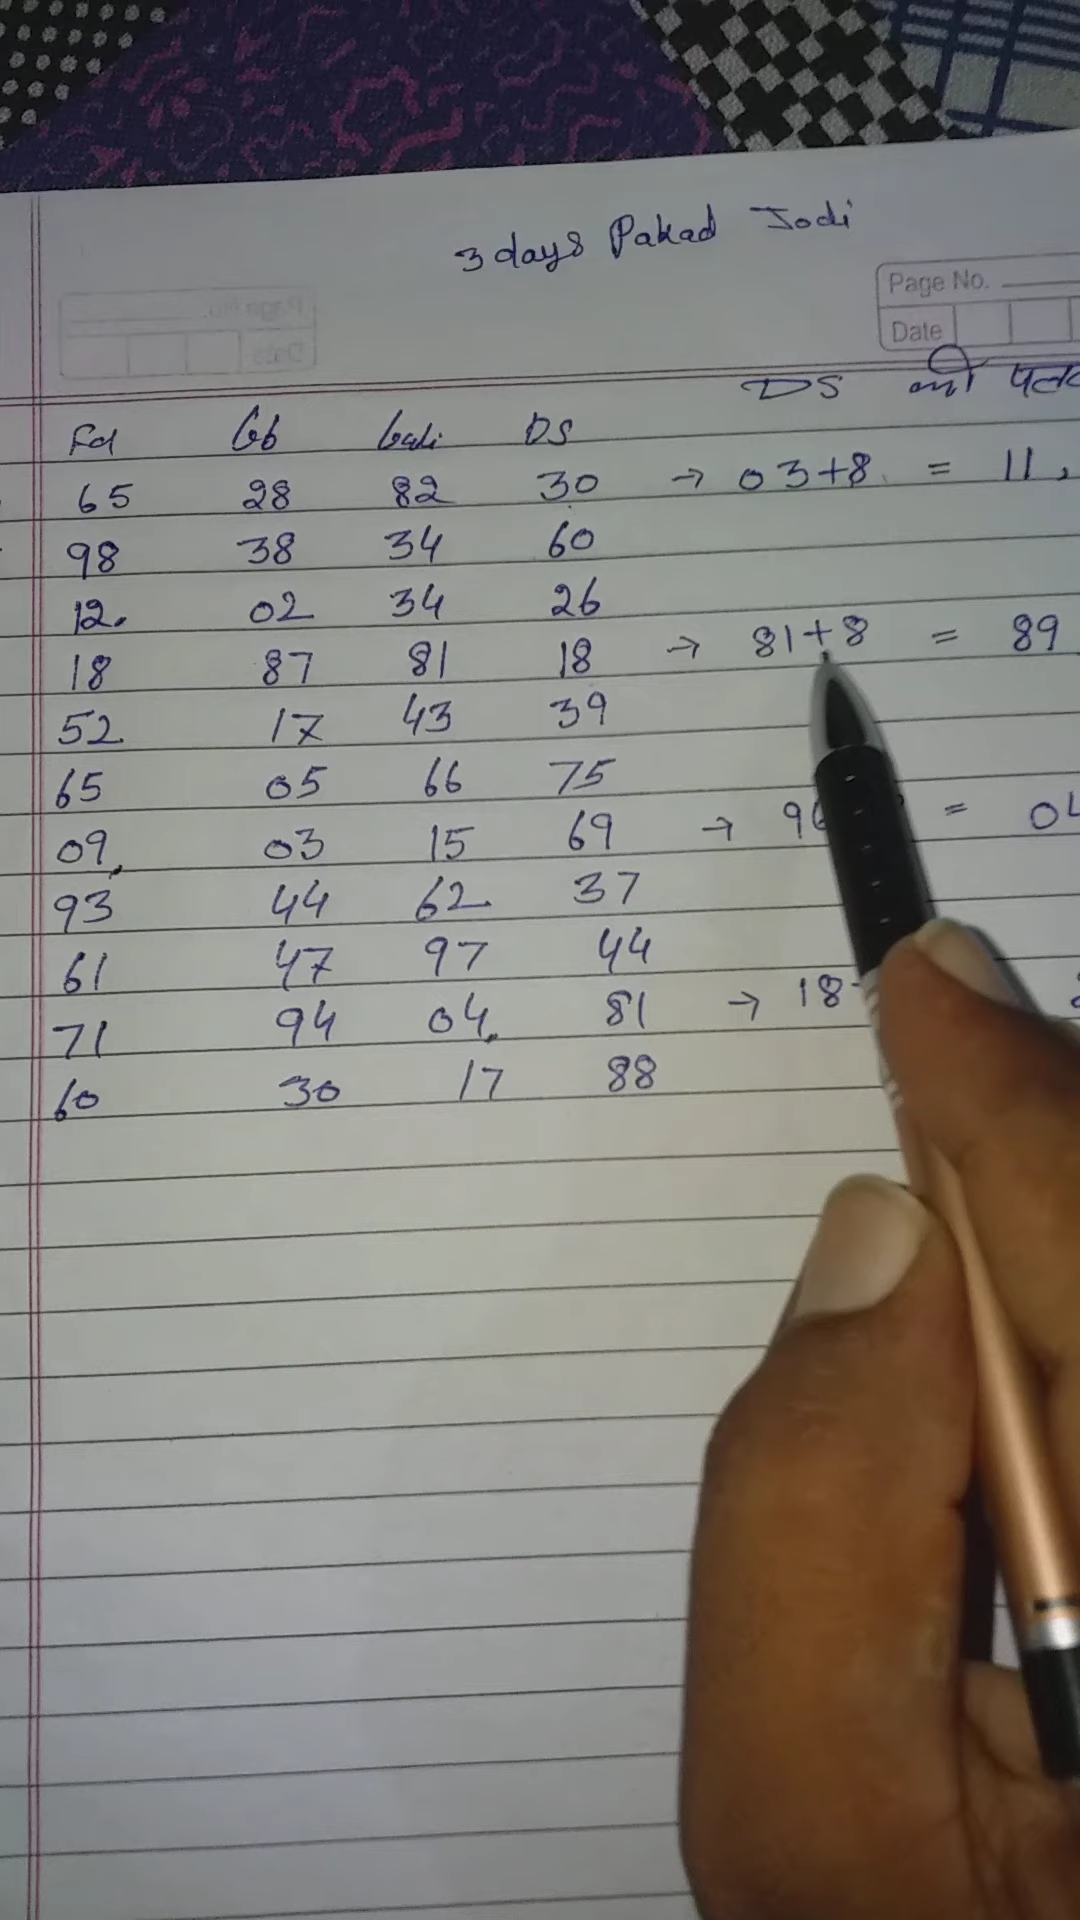 3 days Pakad Jodi
Page No.
Date
DS की
Fd Gb Gali DS
65 28 82 30 → 03+8 = 11,
98 38 34 60
12. 02 34 26
18 87 81 18 → 81+8 = 89
52 17 43 39
65 05 66 75
09 03 15 69 → 96 = 04
93 44 62 37
61 47 97 44
71 94 04 81 → 18
60 30 17 88